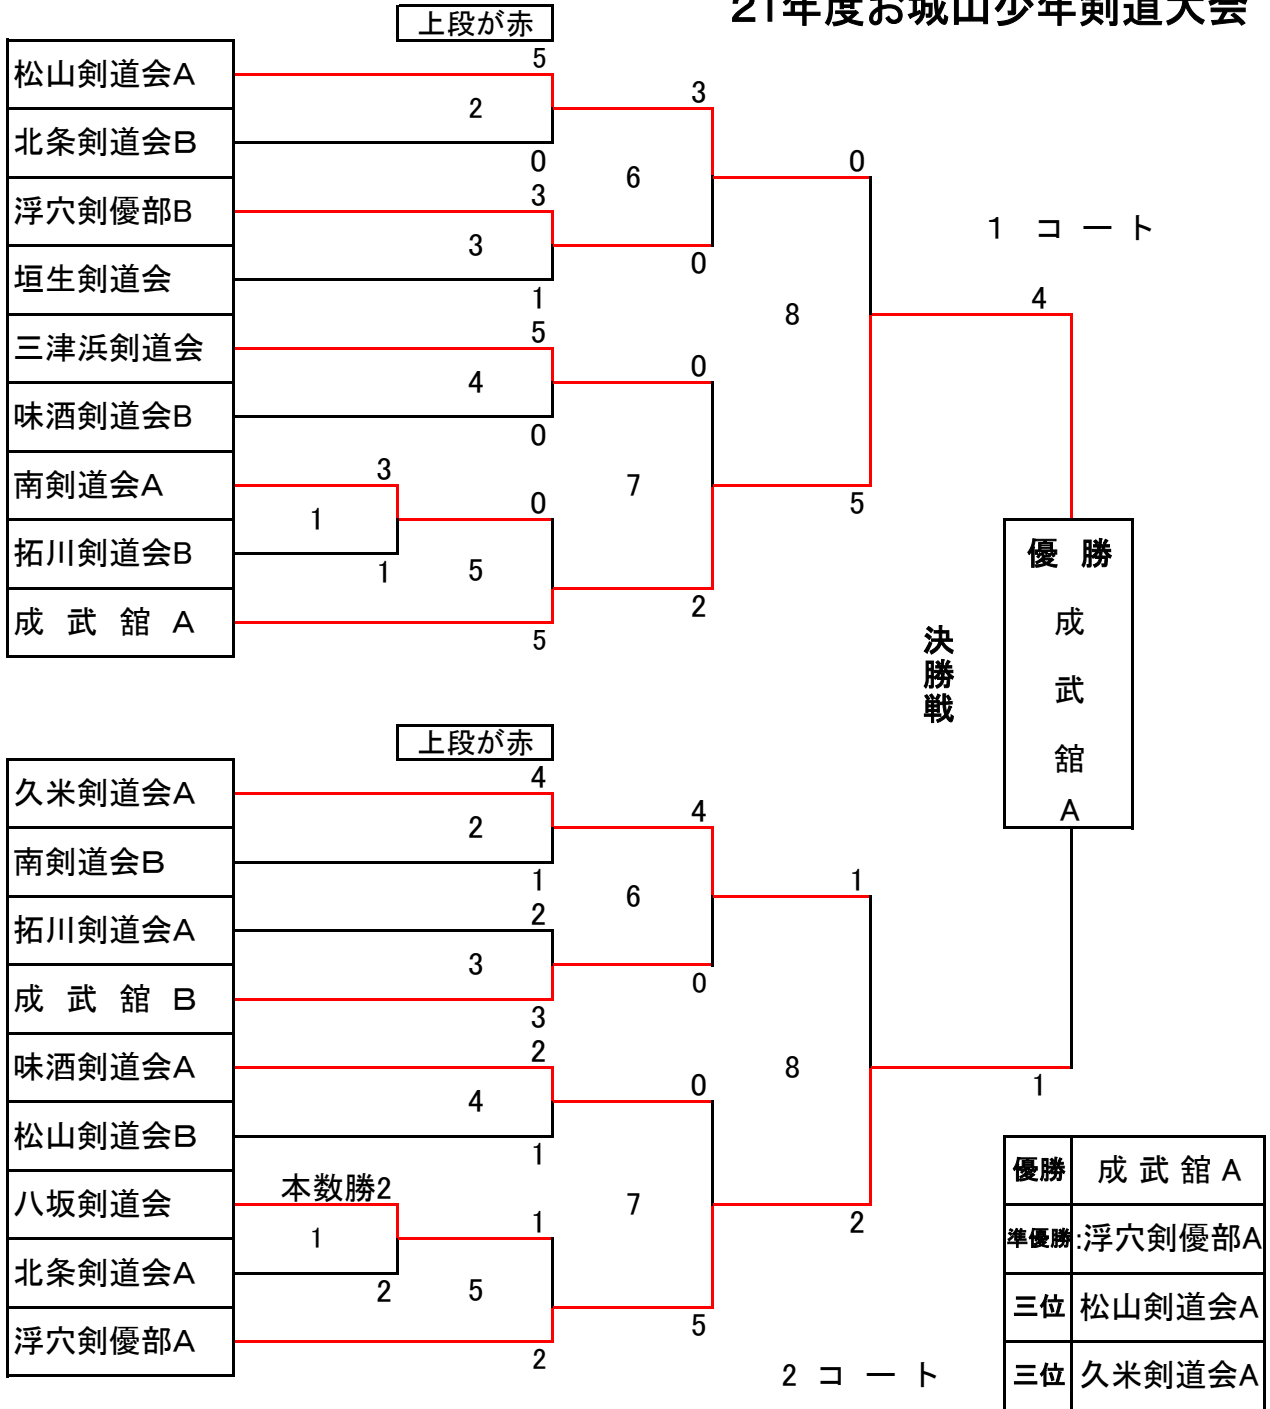 21年度お城山少年剣道大会
上段が赤
松山剣道会A
北条剣道会B
浮穴剣優部B
垣生剣道会
三津浜剣道会
味酒剣道会B
南剣道会A
拓川剣道会B
成武舘A
5
2
0
3
3
1
5
4
0
3
1
1
0
5
5
3
6
0
0
7
2
0
8
5
1コート
4
優勝
成
武
舘
A
決勝戦
上段が赤
久米剣道会A
南剣道会B
拓川剣道会A
成武舘B
味酒剣道会A
松山剣道会B
八坂剣道会
北条剣道会A
浮穴剣優部A
4
2
1
2
3
3
2
4
1
本数勝2
1
2
1
5
2
4
6
0
0
7
5
1
8
2
1
2コート
優勝 成武舘A
準優勝 :浮穴剣優部A
三位 松山剣道会A
三位 久米剣道会A